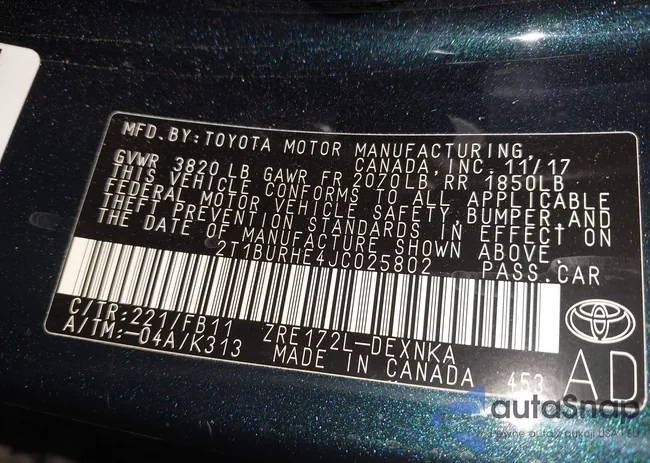 MFD. BY: TOYOTA MOTOR MANUFACTURING,
CANADA, INC. 11/17
GVWR 3820 LB GAWR FR 2070LB RR 1850LB
THIS VEHICLE CONFORMS TO ALL APPLICABLE
FEDERAL MOTOR VEHICLE SAFETY, BUMPER, AND
THEFT PREVENTION STANDARDS IN EFFECT ON
THE DATE OF MANUFACTURE SHOWN ABOVE.
2T1BURHE4JC025802 PASS. CAR
C/TR: 221/FB11 ZRE172L-DEXNKA
A/TM: -04A/K313 MADE IN CANADA 453 AD
autaSnap